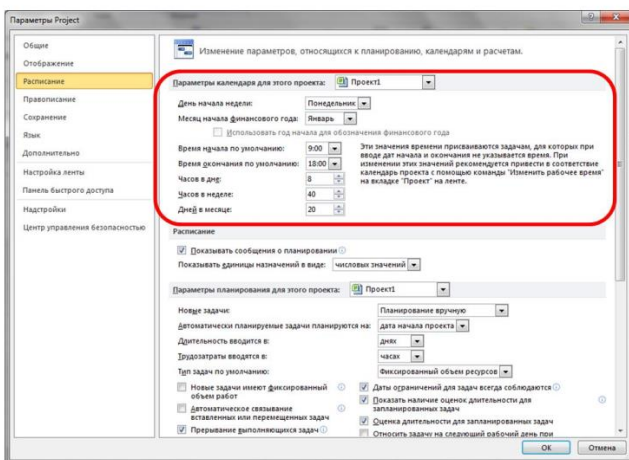 Параметры Project
Общие
Отображение
Расписание
Правописание
Сохранение
Язык
Дополнительно
Настройка ленты
Панель быстрого доступа
Надстройки
Центр управления безопасностью
Изменение параметров, относящихся к планированию, календарям и расчетам.
Параметры календаря для этого проекта: Проект1
День начала недели: Понедельник
Месяц начала финансового года: Январь
Использовать год начала для обозначения финансового года
Время начала по умолчанию: 9:00
Время окончания по умолчанию: 18:00
Часов в дне: 8
Часов в неделе: 40
Дней в месяце: 20
Эти значения времени присваиваются задачам, для которых при
вводе дат начала и окончания не указывается время. При
изменении этих значений рекомендуется привести в соответствие
календарь проекта с помощью команды "Изменить рабочее время"
на вкладке "Проект" на ленте.
Расписание
Показывать сообщения о планировании
Показывать единицы назначений в виде: числовых значений
Параметры планирования для этого проекта: Проект1
Новые задачи: Планирование вручную
Автоматически планируемые задачи планируются на: дата начала проекта
Длительность вводится в: днях
Трудозатраты вводятся в: часах
Тип задач по умолчанию: Фиксированный объем ресурсов
Новые задачи имеют фиксированный
объем работ
Автоматическое связывание
вставленных или перемещенных задач
Прерывание выполняющихся задач
Даты ограничений для задач всегда соблюдаются
Показать наличие оценок длительности для
запланированных задач
Оценка длительности для запланированных задач
Относить задачу на следующий рабочий день при
ОК
Отмена